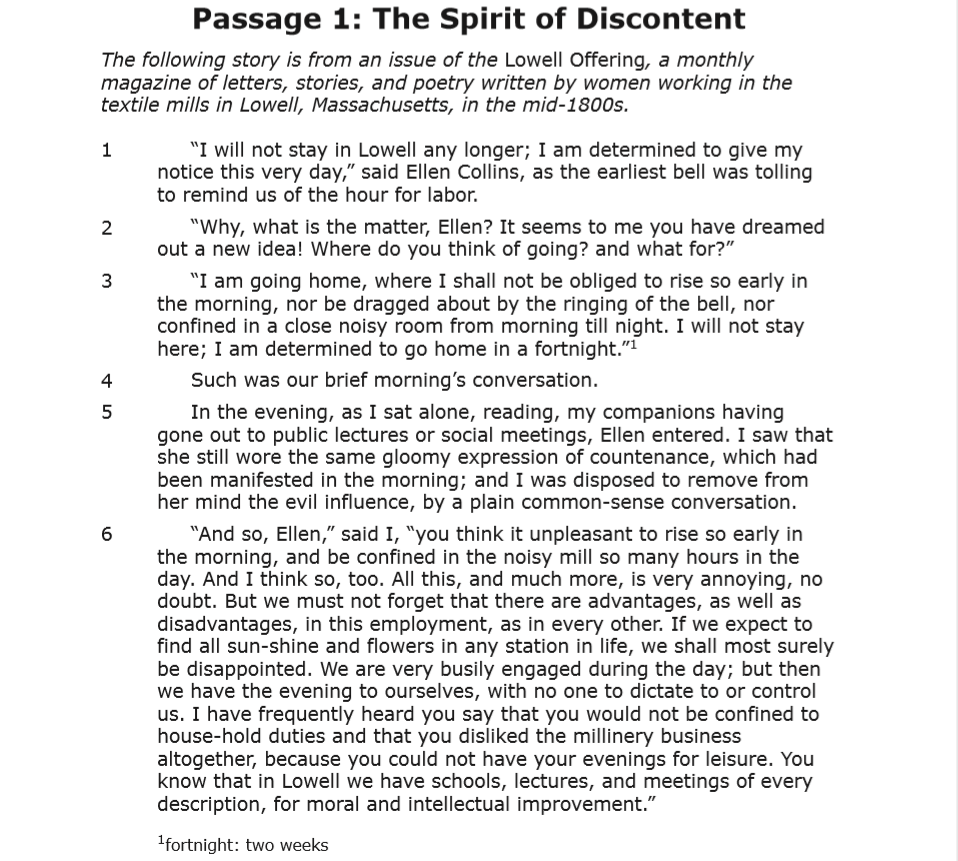 Passage 1: The Spirit of Discontent
The following story is from an issue of the Lowell Offering, a monthly
magazine of letters, stories, and poetry written by women working in the
textile mills in Lowell, Massachusetts, in the mid-1800s.
1 “I will not stay in Lowell any longer; I am determined to give my
notice this very day,” said Ellen Collins, as the earliest bell was tolling
to remind us of the hour for labor.
2 “Why, what is the matter, Ellen? It seems to me you have dreamed
out a new idea! Where do you think of going? and what for?”
3 “I am going home, where I shall not be obliged to rise so early in
the morning, nor be dragged about by the ringing of the bell, nor
confined in a close noisy room from morning till night. I will not stay
here; I am determined to go home in a fortnight.”1
4 Such was our brief morning’s conversation.
5 In the evening, as I sat alone, reading, my companions having
gone out to public lectures or social meetings, Ellen entered. I saw that
she still wore the same gloomy expression of countenance, which had
been manifested in the morning; and I was disposed to remove from
her mind the evil influence, by a plain common-sense conversation.
6 “And so, Ellen,” said I, “you think it unpleasant to rise so early in
the morning, and be confined in the noisy mill so many hours in the
day. And I think so, too. All this, and much more, is very annoying, no
doubt. But we must not forget that there are advantages, as well as
disadvantages, in this employment, as in every other. If we expect to
find all sun-shine and flowers in any station in life, we shall most surely
be disappointed. We are very busily engaged during the day; but then
we have the evening to ourselves, with no one to dictate to or control
us. I have frequently heard you say that you would not be confined to
house-hold duties and that you disliked the millinery business
altogether, because you could not have your evenings for leisure. You
know that in Lowell we have schools, lectures, and meetings of every
description, for moral and intellectual improvement.”
1fortnight: two weeks